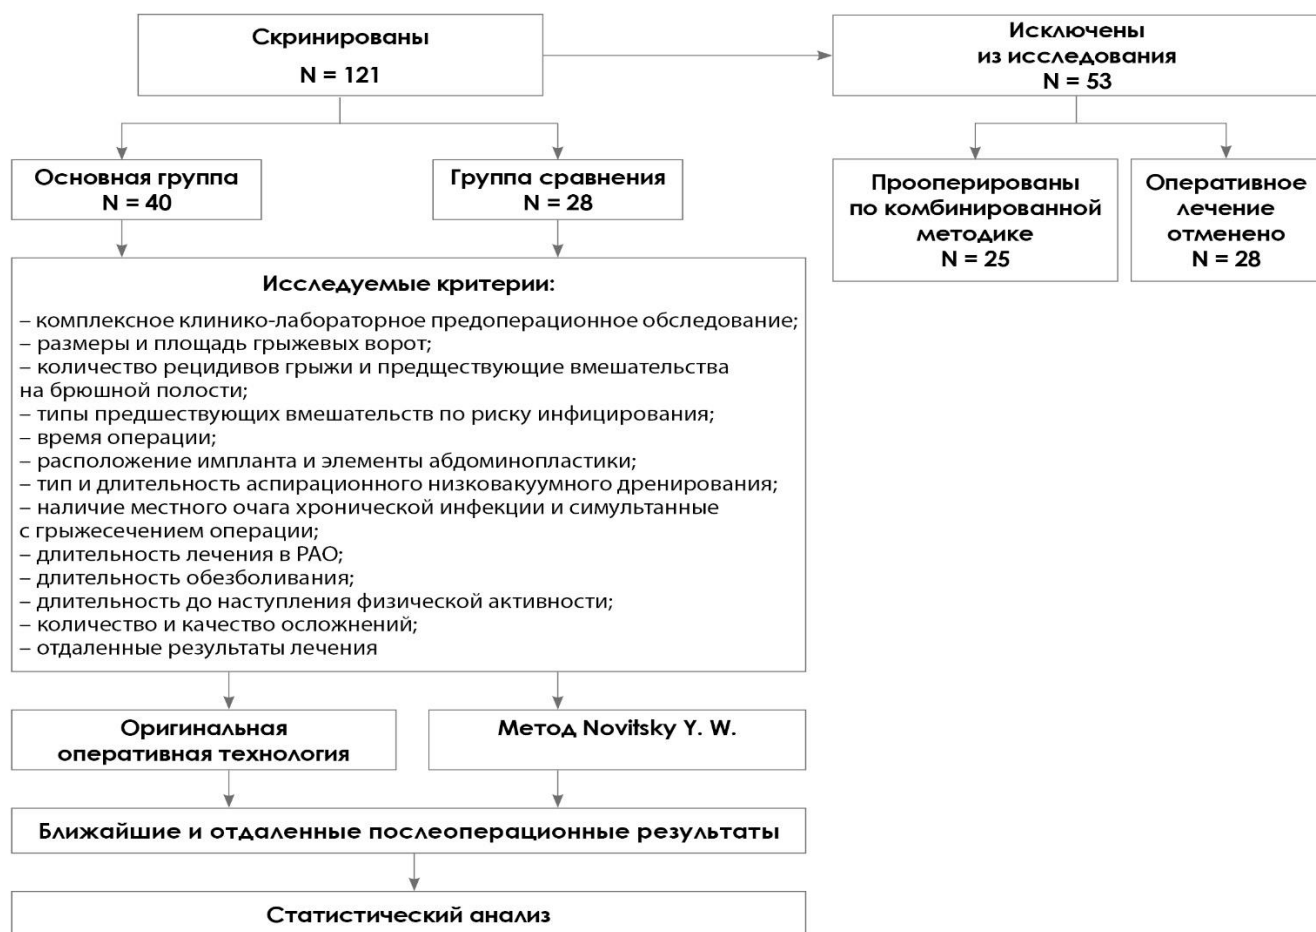 Скринированы
N = 121
Исключены
из исследования
N = 53
Основная группа
N = 40
Группа сравнения
N = 28
Прооперированы
по комбинированной
методике
N = 25
Оперативное
лечение
отменено
N = 28
Исследуемые критерии:
– комплексное клинико-лабораторное предоперационное обследование;
– размеры и площадь грыжевых ворот;
– количество рецидивов грыжи и предществующие вмешательства
на брюшной полости;
– типы предшествующих вмешательств по риску инфицирования;
– время операции;
– расположение импланта и элементы абдоминопластики;
– тип и длительность аспирационного низковакуумного дренирования;
– наличие местного очага хронической инфекции и симультанные
с грыжесечением операции;
– длительность лечения в РАО;
– длительность обезболивания;
– длительность до наступления физической активности;
– количество и качество осложнений;
– отдаленные результаты лечения
Оригинальная
оперативная технология
Метод Novitsky Y. W.
Ближайшие и отдаленные послеоперационные результаты
Статистический анализ